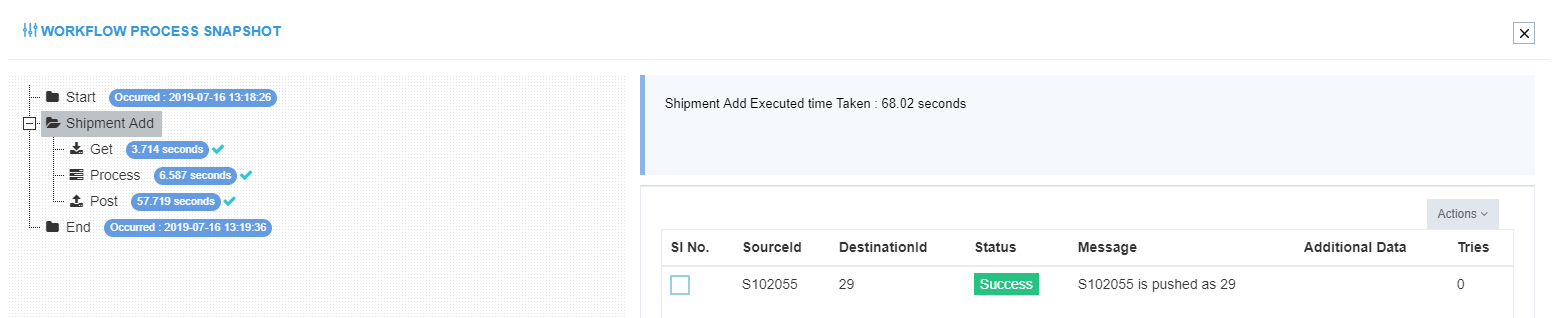 WORKFLOW PROCESS SNAPSHOT
Start Occurred : 2019-07-16 13:18:26
Shipment Add
Get 3.714 seconds
Process 6.587 seconds
Post 57.719 seconds
End Occurred : 2019-07-16 13:19:36
Shipment Add Executed time Taken : 68.02 seconds
Actions
Sl No. SourceId DestinationId Status Message Additional Data Tries
S102055 29 Success S102055 is pushed as 29 0